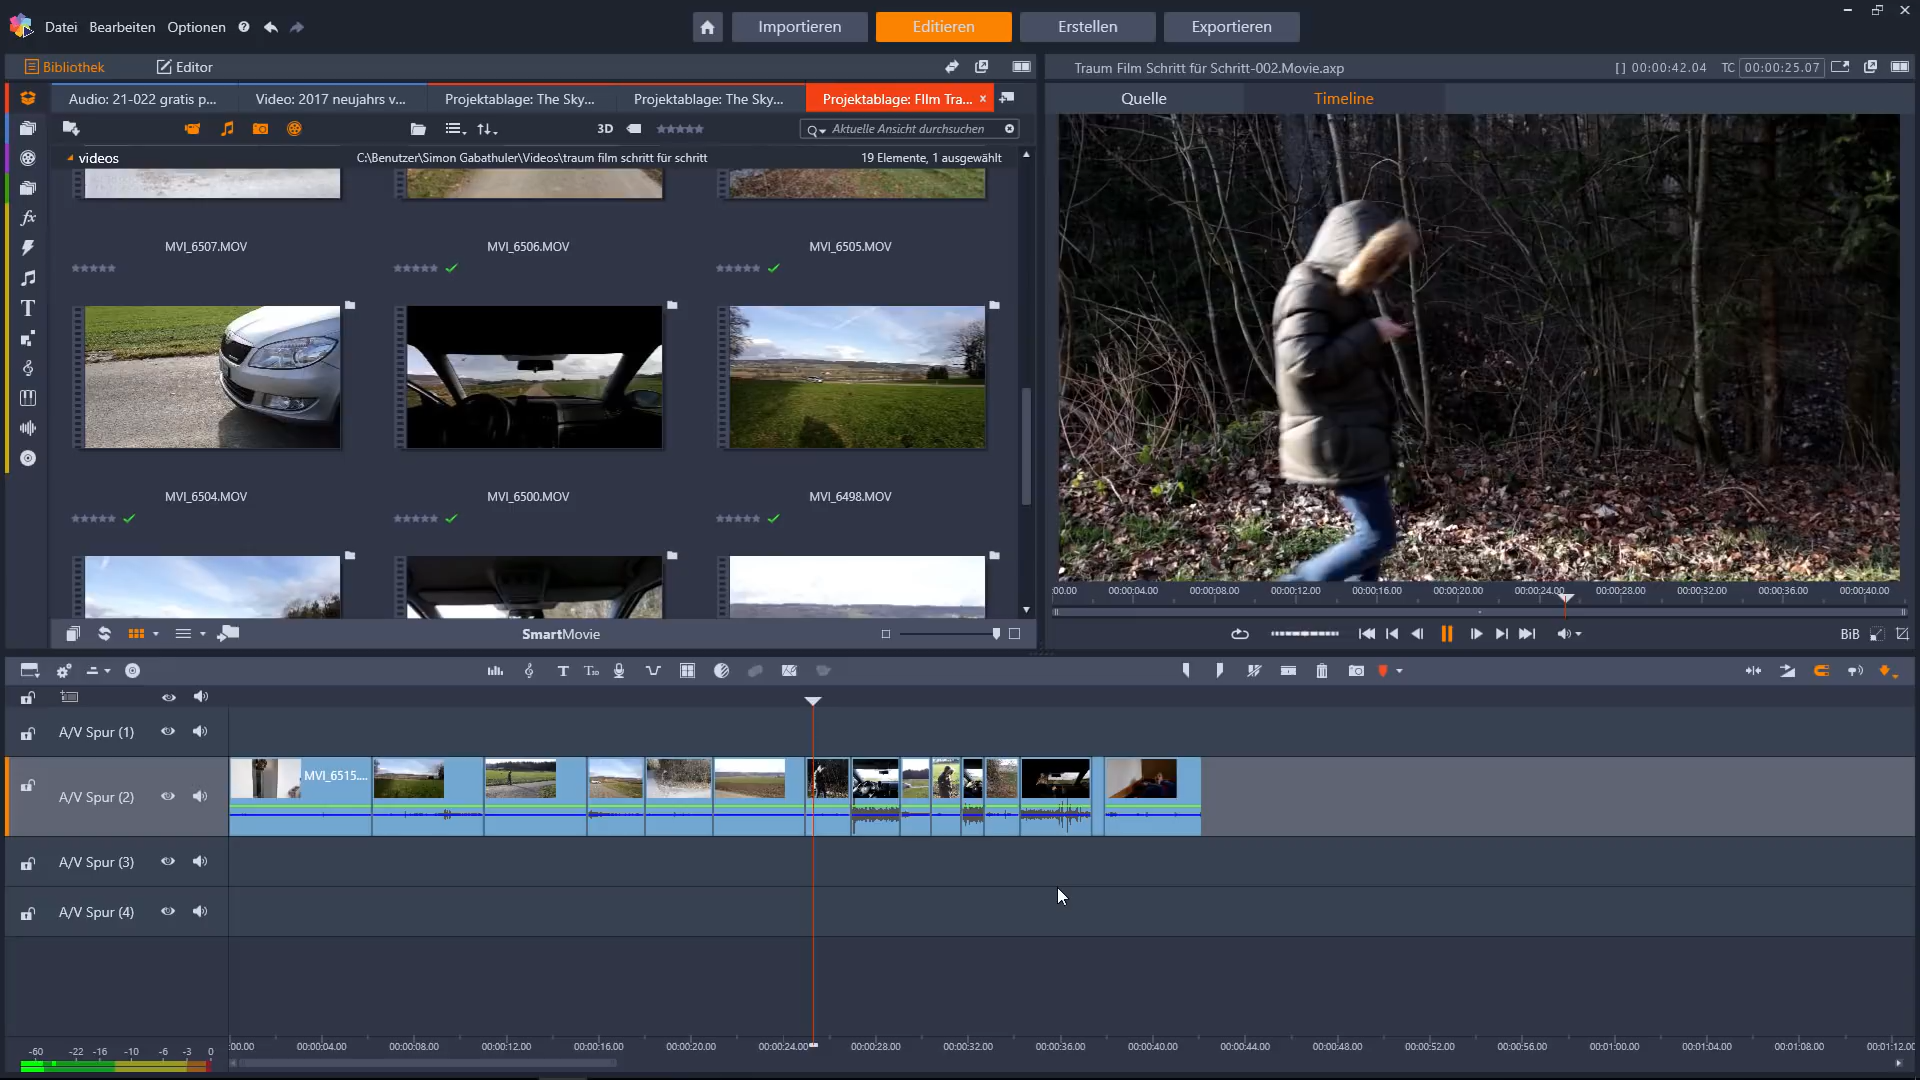 Datei Bearbeiten Optionen
Importieren Editieren Erstellen Exportieren
Bibliothek Editor
Traum Film Schritt für Schritt-002.Movie.axp
[ ] 00:00:42.04 TC 00:00:25.07
Audio: 21-022 gratis p... Video: 2017 neujahrs v... Projektablage: The Sky... Projektablage: The Sky... Projektablage: FIlm Tra... x
Quelle Timeline
3D Aktuelle Ansicht durchsuchen
videos C:\Benutzer\Simon Gabathuler\Videos\traum film schritt für schritt 19 Elemente, 1 ausgewählt
MVI_6507.MOV MVI_6506.MOV MVI_6505.MOV
MVI_6504.MOV MVI_6500.MOV MVI_6498.MOV
:00.00 00:00:04.00 00:00:08.00 00:00:12.00 00:00:16.00 00:00:20.00 00:00:24.00 00:00:28.00 00:00:32.00 00:00:36.00 00:00:40.00
SmartMovie
BiB
A/V Spur (1)
A/V Spur (2)
MVI_6515....
A/V Spur (3)
A/V Spur (4)
-60 -22 -16 -10 -6 -3 0
:00.00 00:00:04.00 00:00:08.00 00:00:12.00 00:00:16.00 00:00:20.00 00:00:24.00 00:00:28.00 00:00:32.00 00:00:36.00 00:00:40.00 00:00:44.00 00:00:48.00 00:00:52.00 00:00:56.00 00:01:00.00 00:01:04.00 00:01:08.00 00:01:12.00